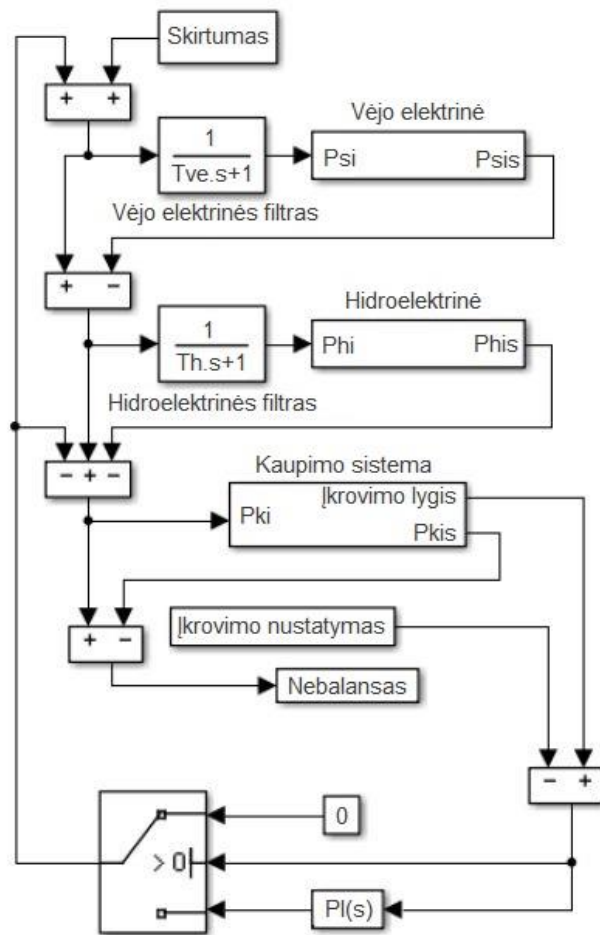 Skirtumas
+ +
Vėjo elektrinė
1
Tve.s+1
Psi Psis
Vėjo elektrinės filtras
+ −
Hidroelektrinė
1
Th.s+1
Phi Phis
Hidroelektrinės filtras
− + −
Kaupimo sistema
Įkrovimo lygis
Pki
Pkis
+ −
Įkrovimo nustatymas
Nebalansas
− +
0
> 0
PI(s)